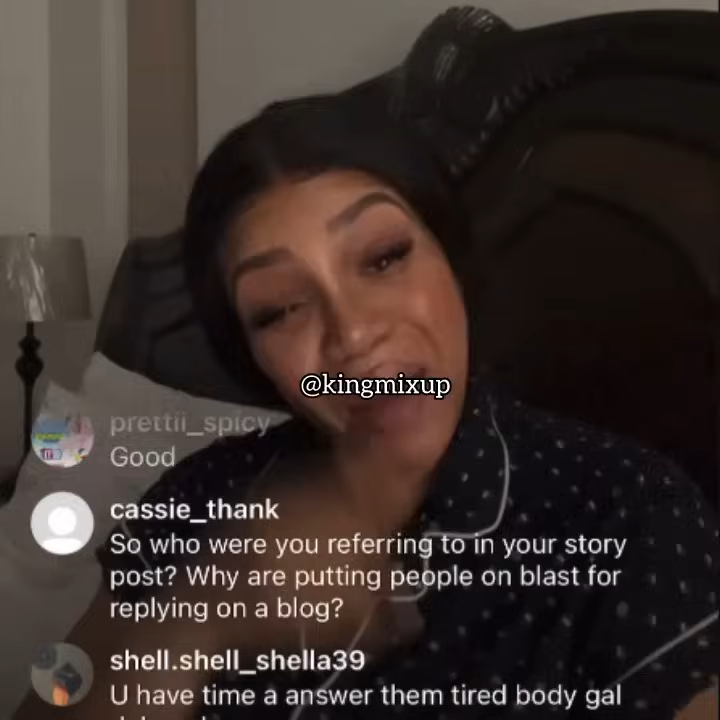 @kingmixup
prettii_spicy
Good
cassie_thank
So who were you referring to in your story
post? Why are putting people on blast for
replying on a blog?
shell.shell_shella39
U have time a answer them tired body gal